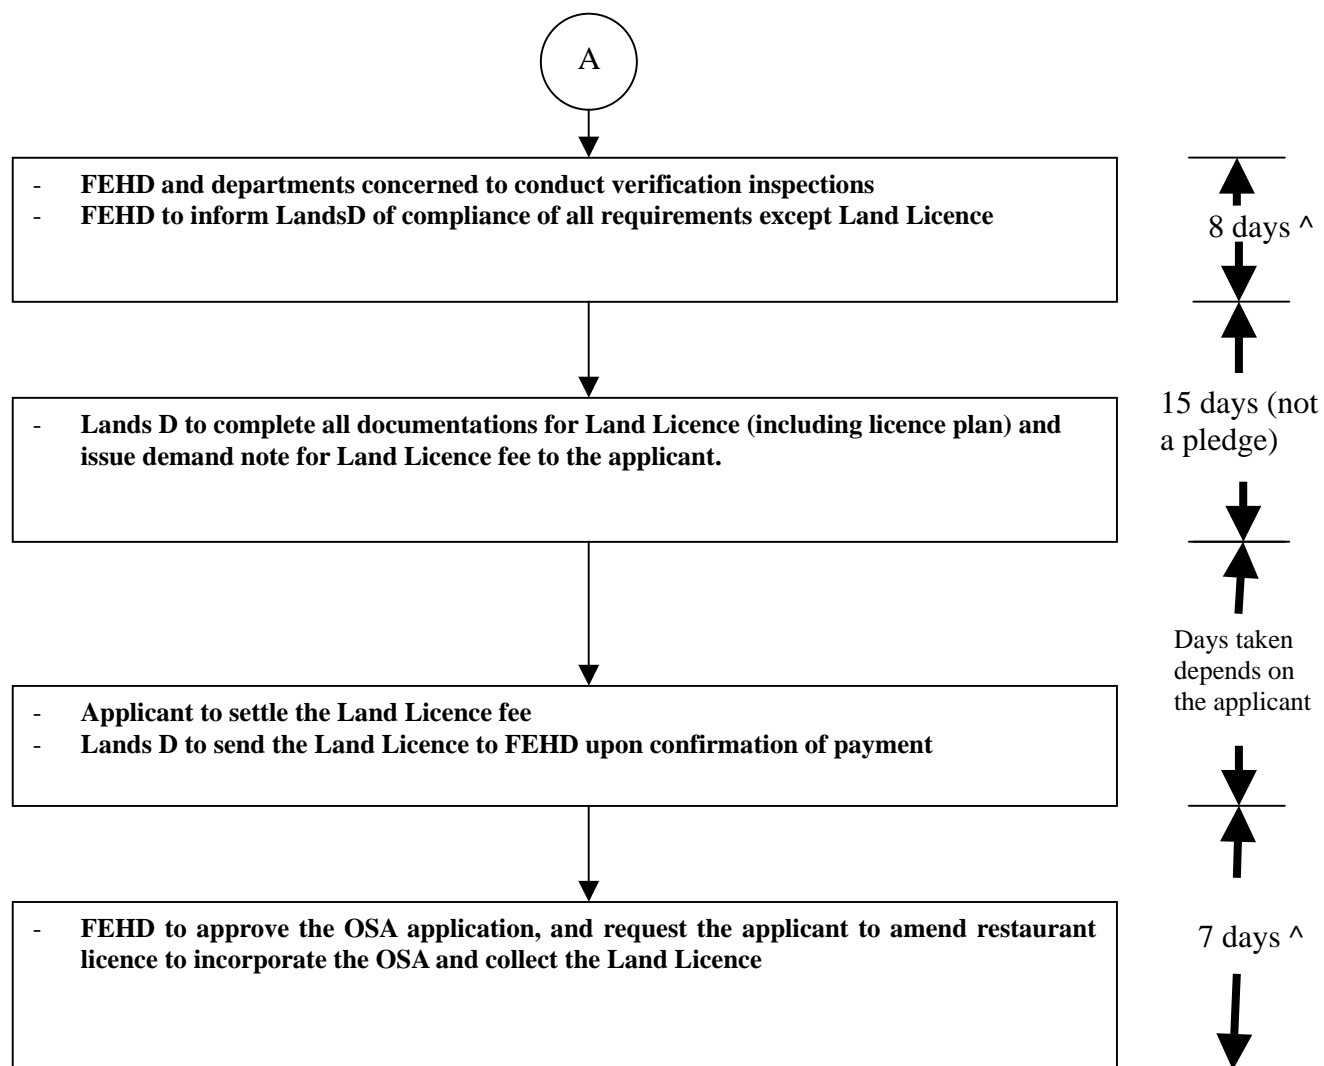 A
- FEHD and departments concerned to conduct verification inspections
- FEHD to inform LandsD of compliance of all requirements except Land Licence
8 days ^
- Lands D to complete all documentations for Land Licence (including licence plan) and
issue demand note for Land Licence fee to the applicant.
15 days (not
a pledge)
Days taken
depends on
the applicant
- Applicant to settle the Land Licence fee
- Lands D to send the Land Licence to FEHD upon confirmation of payment
- FEHD to approve the OSA application, and request the applicant to amend restaurant
licence to incorporate the OSA and collect the Land Licence
7 days ^